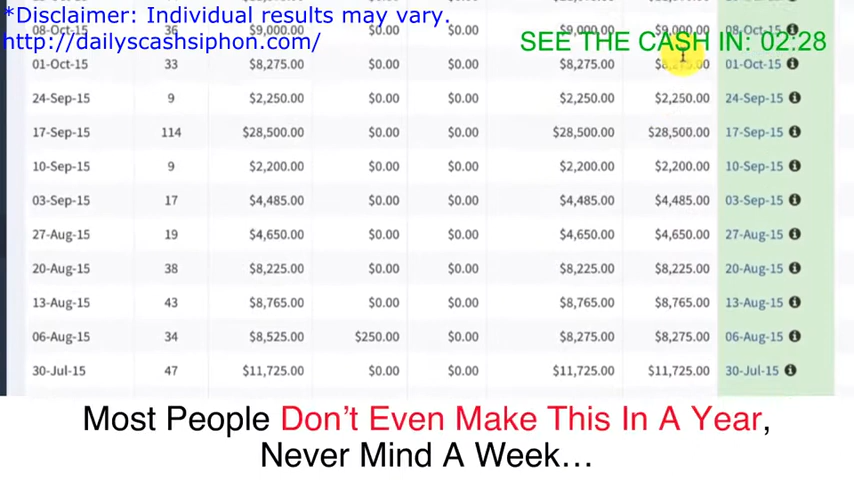 *Disclaimer: Individual results may vary.
http://dailyscashsiphon.com/
SEE THE CASH IN: 02:28
08-Oct-15 36 $9,000.00 $0.00 $0.00 $9,000.00 $9,000.00 08-Oct-15
01-Oct-15 33 $8,275.00 $0.00 $0.00 $8,275.00 $8,275.00 01-Oct-15
24-Sep-15 9 $2,250.00 $0.00 $0.00 $2,250.00 $2,250.00 24-Sep-15
17-Sep-15 114 $28,500.00 $0.00 $0.00 $28,500.00 $28,500.00 17-Sep-15
10-Sep-15 9 $2,200.00 $0.00 $0.00 $2,200.00 $2,200.00 10-Sep-15
03-Sep-15 17 $4,485.00 $0.00 $0.00 $4,485.00 $4,485.00 03-Sep-15
27-Aug-15 19 $4,650.00 $0.00 $0.00 $4,650.00 $4,650.00 27-Aug-15
20-Aug-15 38 $8,225.00 $0.00 $0.00 $8,225.00 $8,225.00 20-Aug-15
13-Aug-15 43 $8,765.00 $0.00 $0.00 $8,765.00 $8,765.00 13-Aug-15
06-Aug-15 34 $8,525.00 $250.00 $0.00 $8,275.00 $8,275.00 06-Aug-15
30-Jul-15 47 $11,725.00 $0.00 $0.00 $11,725.00 $11,725.00 30-Jul-15
Most People Don't Even Make This In A Year,
Never Mind A Week...